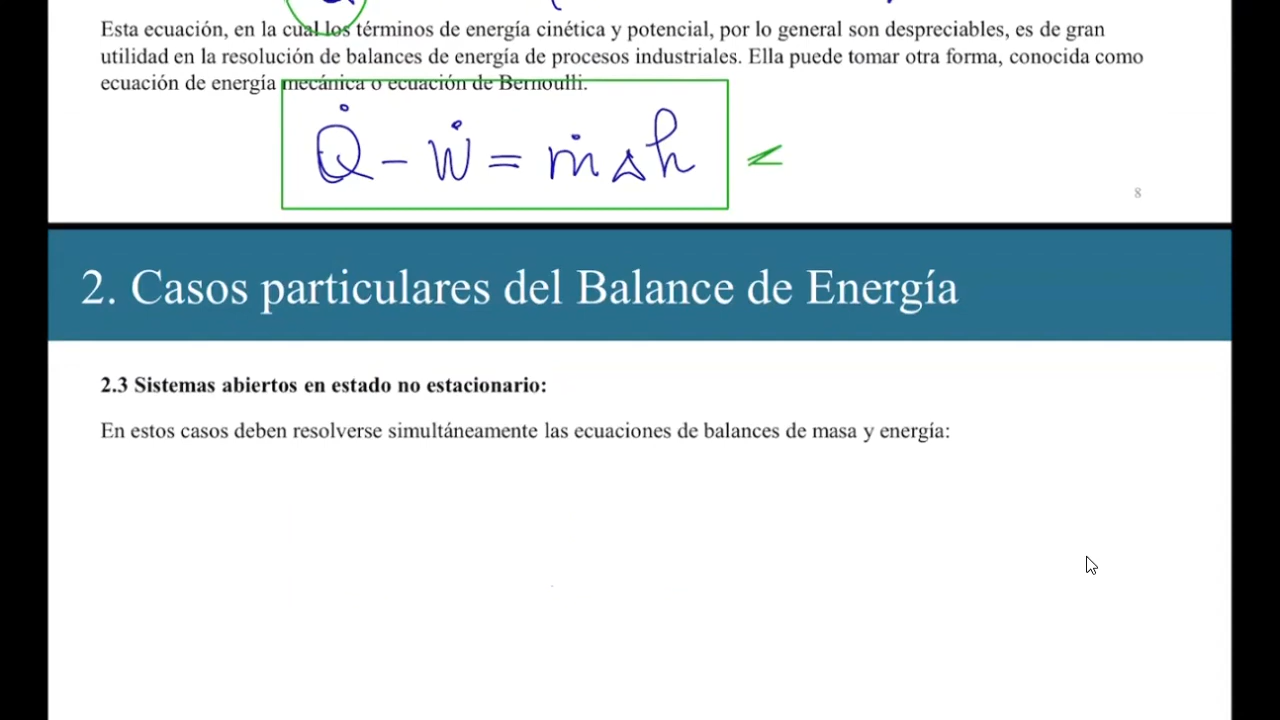 Esta ecuación, en la cual los términos de energía cinética y potencial, por lo general son despreciables, es de gran
utilidad en la resolución de balances de energía de procesos industriales. Ella puede tomar otra forma, conocida como
ecuación de energía mecánica o ecuación de Bernoulli.
Q̇ - Ẇ = ṁ Δh
8
2. Casos particulares del Balance de Energía
2.3 Sistemas abiertos en estado no estacionario:
En estos casos deben resolverse simultáneamente las ecuaciones de balances de masa y energía: